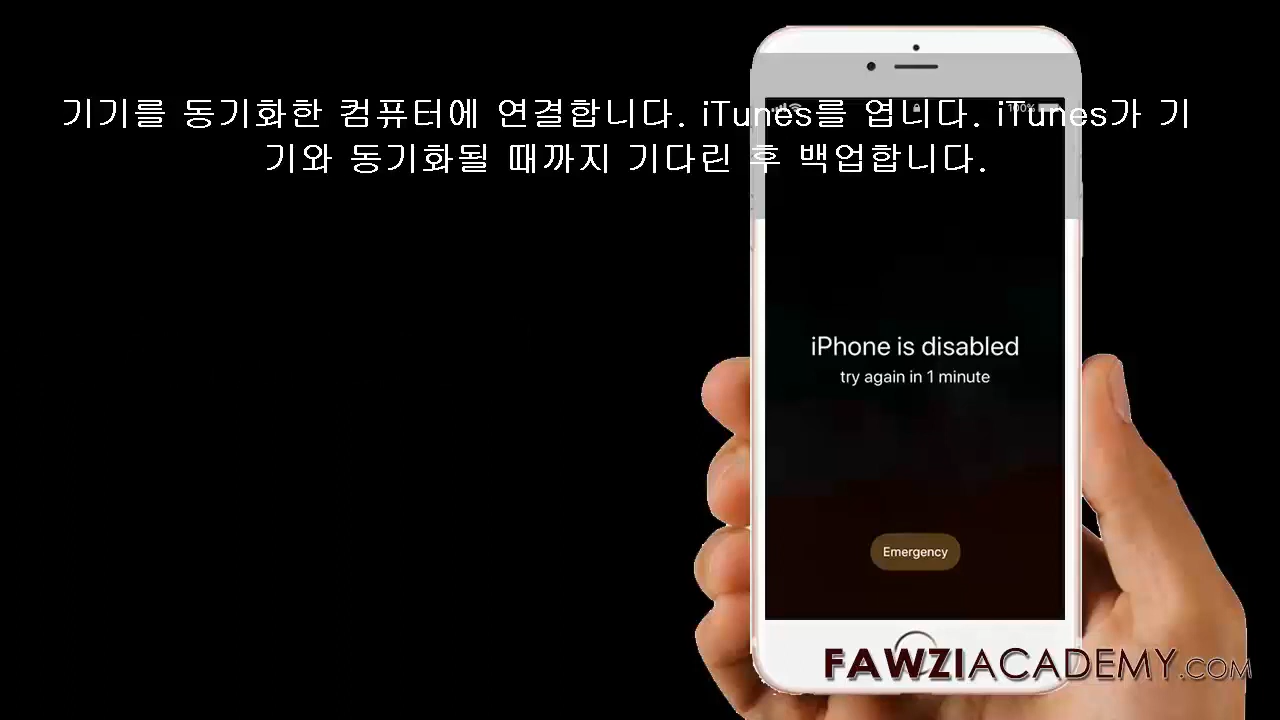 기기를 동기화한 컴퓨터에 연결합니다. iTunes를 엽니다. iTunes가 기
기와 동기화될 때까지 기다린 후 백업합니다.
100%
iPhone is disabled
try again in 1 minute
Emergency
FAWZIACADEMY.COM